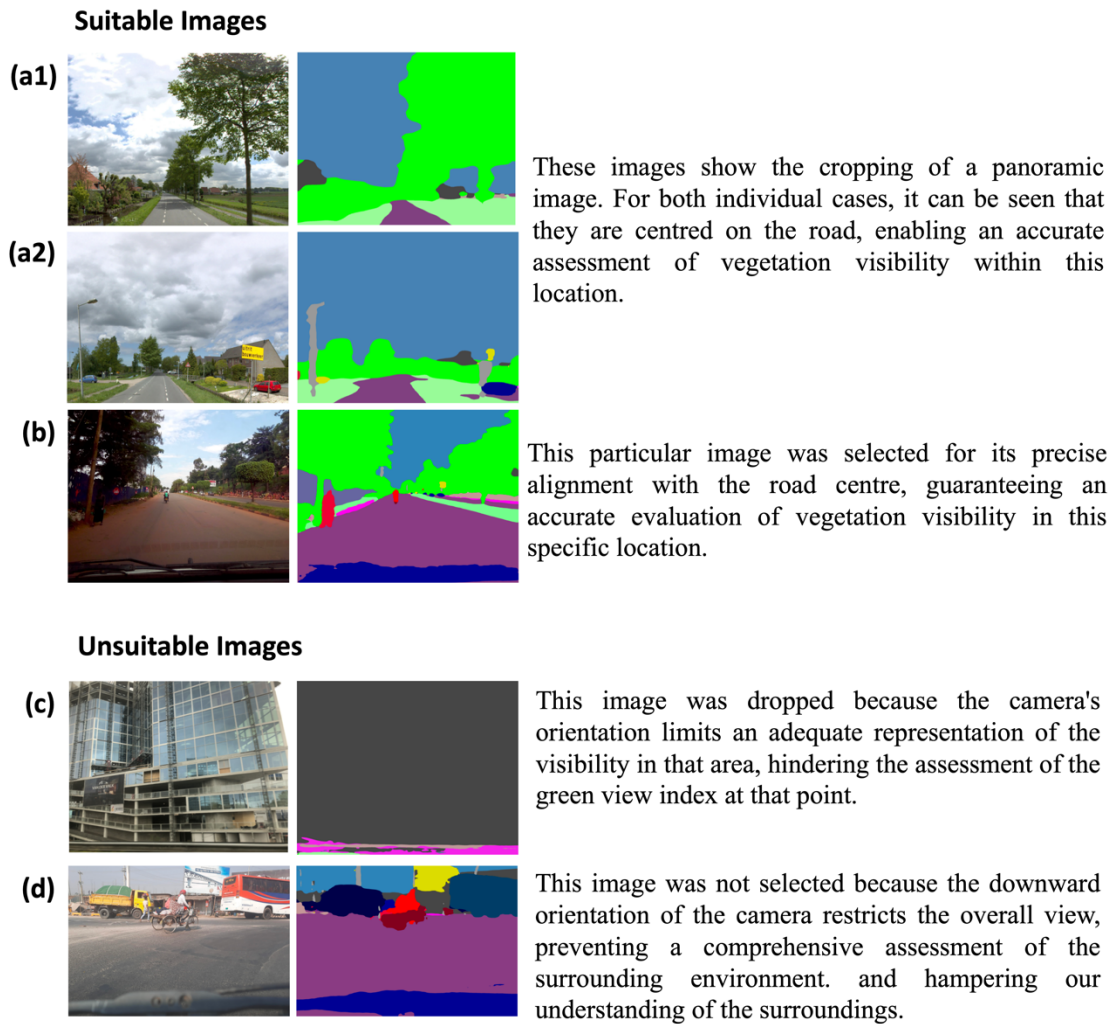 Suitable Images
(a1)
These images show the cropping of a panoramic
image. For both individual cases, it can be seen that
they are centred on the road, enabling an accurate
assessment of vegetation visibility within this
location.
(a2)
(b)
This particular image was selected for its precise
alignment with the road centre, guaranteeing an
accurate evaluation of vegetation visibility in this
specific location.
Unsuitable Images
(c)
This image was dropped because the camera's
orientation limits an adequate representation of the
visibility in that area, hindering the assessment of the
green view index at that point.
(d)
This image was not selected because the downward
orientation of the camera restricts the overall view,
preventing a comprehensive assessment of the
surrounding environment. and hampering our
understanding of the surroundings.